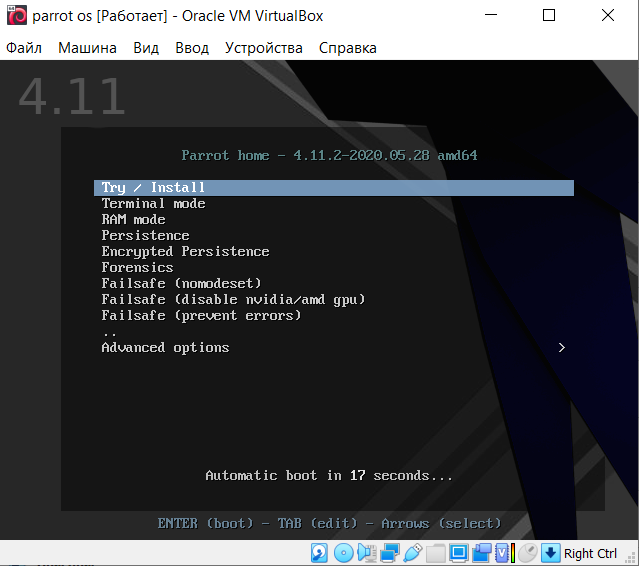 parrot os [Работает] - Oracle VM VirtualBox
Файл Машина Вид Ввод Устройства Справка
4.11
Parrot home - 4.11.2-2020.05.28 amd64
Try / Install
Terminal mode
RAM mode
Persistence
Encrypted Persistence
Forensics
Failsafe (nomodeset)
Failsafe (disable nvidia/amd gpu)
Failsafe (prevent errors)
..
Advanced options >
Automatic boot in 17 seconds...
ENTER (boot) - TAB (edit) - Arrows (select)
Right Ctrl